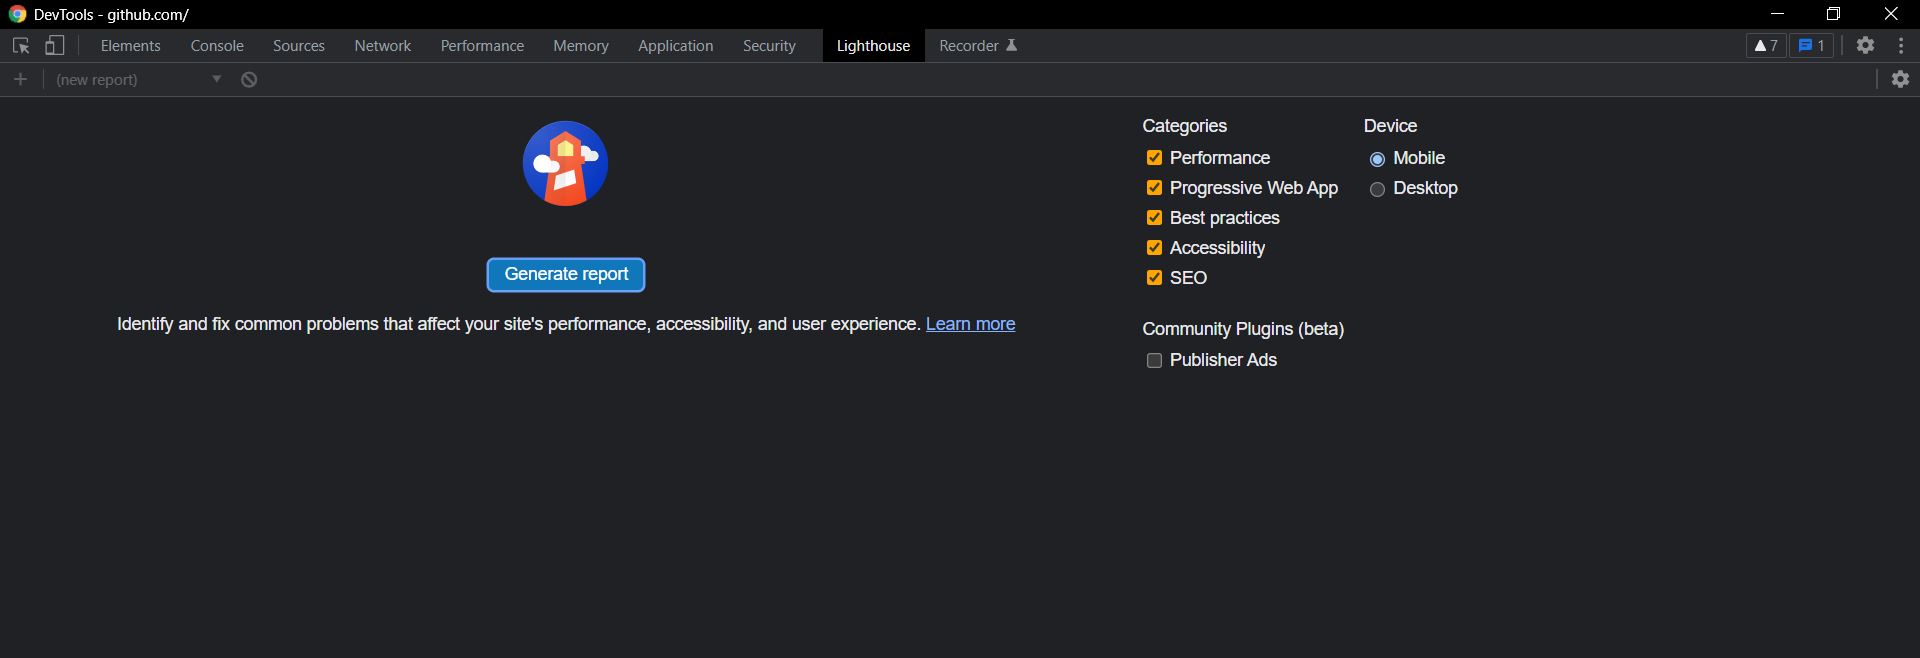 DevTools - github.com/
Elements Console Sources Network Performance Memory Application Security Lighthouse Recorder 7 1
(new report)
Categories Device
Performance Mobile
Progressive Web App Desktop
Best practices
Accessibility
Generate report
SEO
Identify and fix common problems that affect your site's performance, accessibility, and user experience. Learn more
Community Plugins (beta)
Publisher Ads